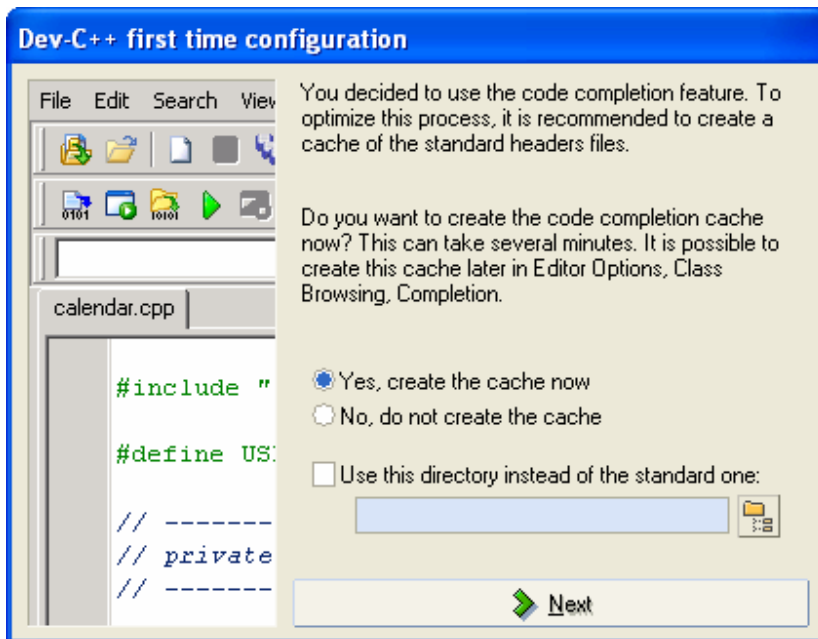 Dev-C++ first time configuration
File Edit Search View
calendar.cpp
#include "
#define US
// -------
// private
// -------
You decided to use the code completion feature. To
optimize this process, it is recommended to create a
cache of the standard headers files.
Do you want to create the code completion cache
now? This can take several minutes. It is possible to
create this cache later in Editor Options, Class
Browsing, Completion.
Yes, create the cache now
No, do not create the cache
Use this directory instead of the standard one:
Next